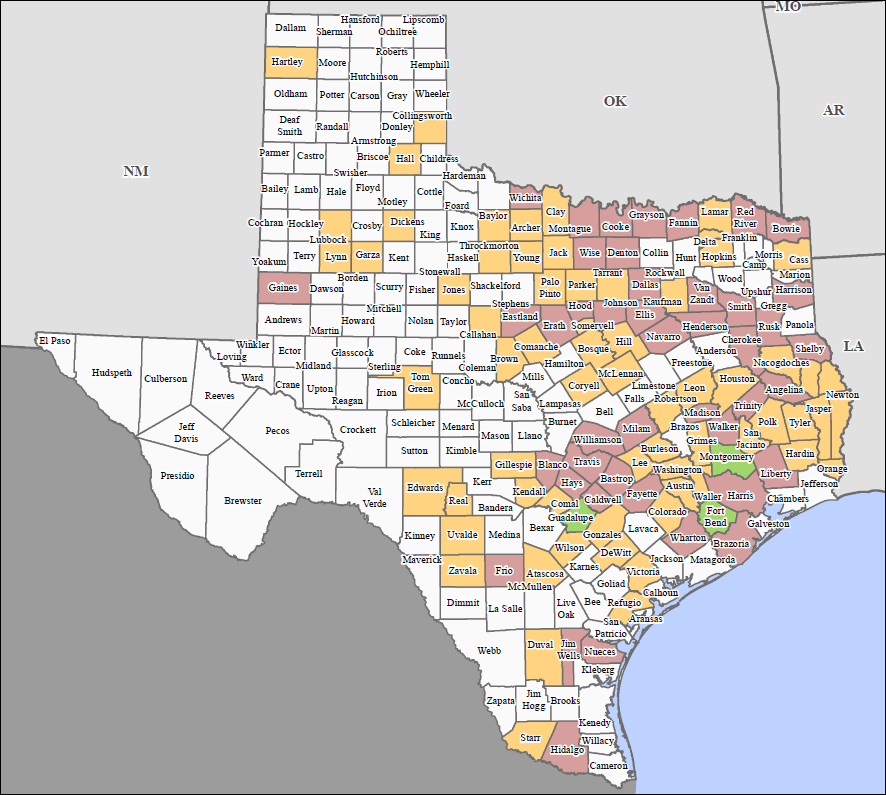 MO
OK
AR
NM
LA
Dallam
Sherman
Hansford
Ochiltree
Lipscomb
Hartley
Moore
Hutchinson
Roberts
Hemphill
Oldham
Potter
Carson
Gray
Wheeler
Deaf
Smith
Randall
Armstrong
Donley
Collingsworth
Parmer
Castro
Swisher
Briscoe
Hall
Childress
Hardeman
Bailey
Lamb
Hale
Floyd
Motley
Cottle
Foard
Wichita
Cochran
Hockley
Lubbock
Crosby
Dickens
King
Knox
Baylor
Archer
Clay
Montague
Cooke
Grayson
Fannin
Lamar
Red
River
Bowie
Yoakum
Terry
Lynn
Garza
Kent
Stonewall
Haskell
Throckmorton
Young
Jack
Wise
Denton
Collin
Hunt
Delta
Hopkins
Franklin
Camp
Morris
Cass
Marion
Gaines
Dawson
Borden
Scurry
Fisher
Jones
Shackelford
Stephens
Palo
Pinto
Parker
Tarrant
Dallas
Rockwall
Kaufman
Van
Zandt
Wood
Upshur
Harrison
Gregg
Smith
Andrews
Martin
Howard
Mitchell
Nolan
Taylor
Callahan
Eastland
Erath
Hood
Somervell
Johnson
Ellis
Navarro
Henderson
Cherokee
Rusk
Panola
El Paso
Hudspeth
Culberson
Reeves
Loving
Winkler
Ector
Midland
Glasscock
Sterling
Coke
Runnels
Coleman
Brown
Comanche
Hamilton
Bosque
Hill
Freestone
Anderson
Nacogdoches
Shelby
Ward
Crane
Upton
Reagan
Irion
Tom
Green
Concho
McCulloch
San
Saba
Mills
Lampasas
Coryell
McLennan
Limestone
Falls
Leon
Houston
Angelina
Newton
Jeff
Davis
Pecos
Crockett
Schleicher
Menard
Mason
Llano
Burnet
Bell
Robertson
Madison
Trinity
Polk
Tyler
Jasper
Presidio
Brewster
Terrell
Sutton
Kimble
Gillespie
Blanco
Williamson
Travis
Milam
Brazos
Burleson
Grimes
Walker
San
Jacinto
Hardin
Val
Verde
Edwards
Real
Kerr
Kendall
Hays
Bastrop
Lee
Washington
Montgomery
Liberty
Orange
Jefferson
Bandera
Comal
Caldwell
Fayette
Austin
Waller
Harris
Chambers
Kinney
Uvalde
Medina
Bexar
Guadalupe
Gonzales
Lavaca
Colorado
Fort
Bend
Galveston
Maverick
Zavala
Frio
Atascosa
Wilson
Karnes
DeWitt
Jackson
Wharton
Brazoria
Matagorda
Dimmit
La Salle
McMullen
Live
Oak
Bee
Goliad
Victoria
Calhoun
Refugio
Aransas
San
Patricio
Webb
Duval
Jim
Wells
Nueces
Kleberg
Zapata
Jim
Hogg
Brooks
Kenedy
Starr
Hidalgo
Willacy
Cameron